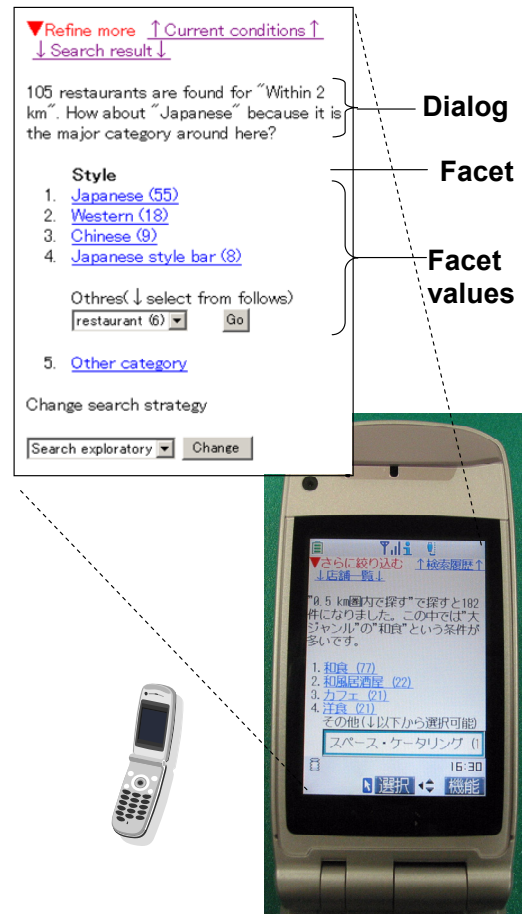 ▼Refine more ↑Current conditions↑
↓Search result↓
105 restaurants are found for "Within 2
km". How about "Japanese" because it is
the major category around here?
Dialog
Style
Facet
1. Japanese (55)
2. Western (18)
3. Chinese (9)
4. Japanese style bar (8)
Facet
values
Othres(↓select from follows)
restaurant (6) Go
5. Other category
Change search strategy
Search exploratory Change
▼さらに絞り込む ↑検索履歴↑
↓店舗一覧↓
"0.5 km圏内で探す"で探すと182
件になりました。この中では"大
ジャンル"の"和食"という条件が
多いです。
1.和食 (77)
2.和風居酒屋 (22)
3.カフェ (21)
4.洋食 (21)
その他(↓以下から選択可能)
スペース・ケータリング (1
16:30
選択 機能